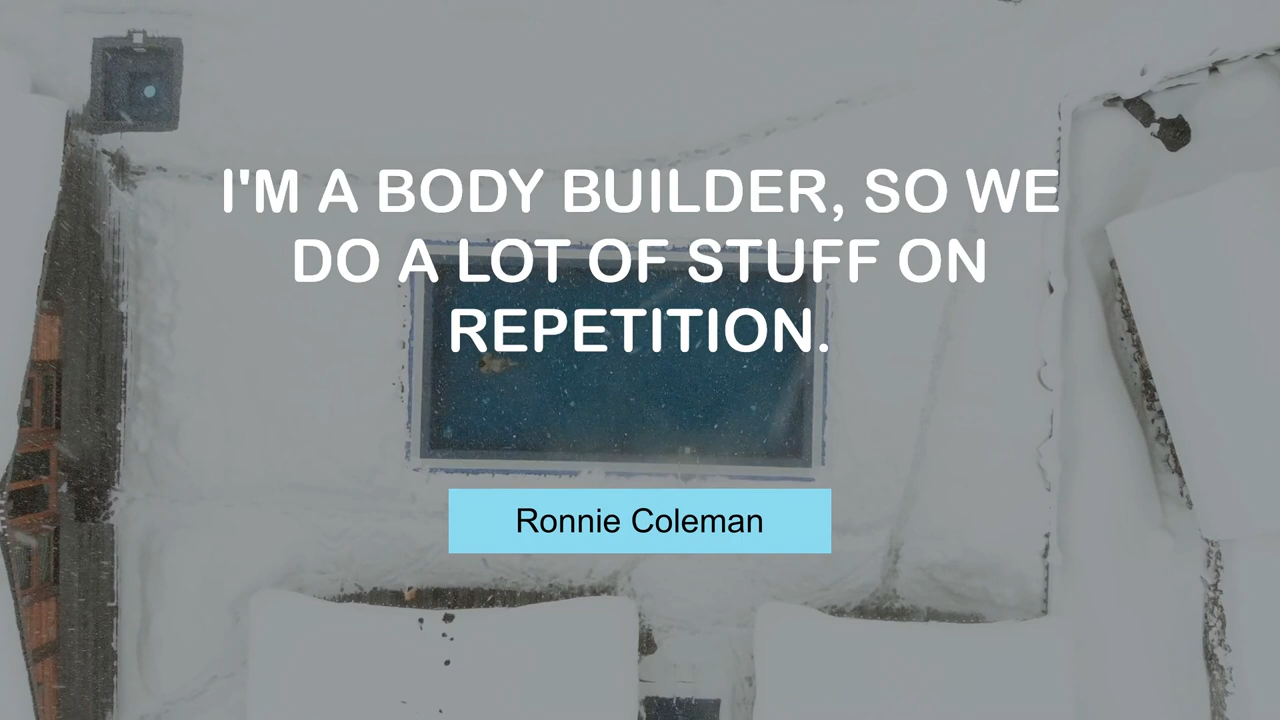 I'M A BODY BUILDER, SO WE
DO A LOT OF STUFF ON
REPETITION.
Ronnie Coleman